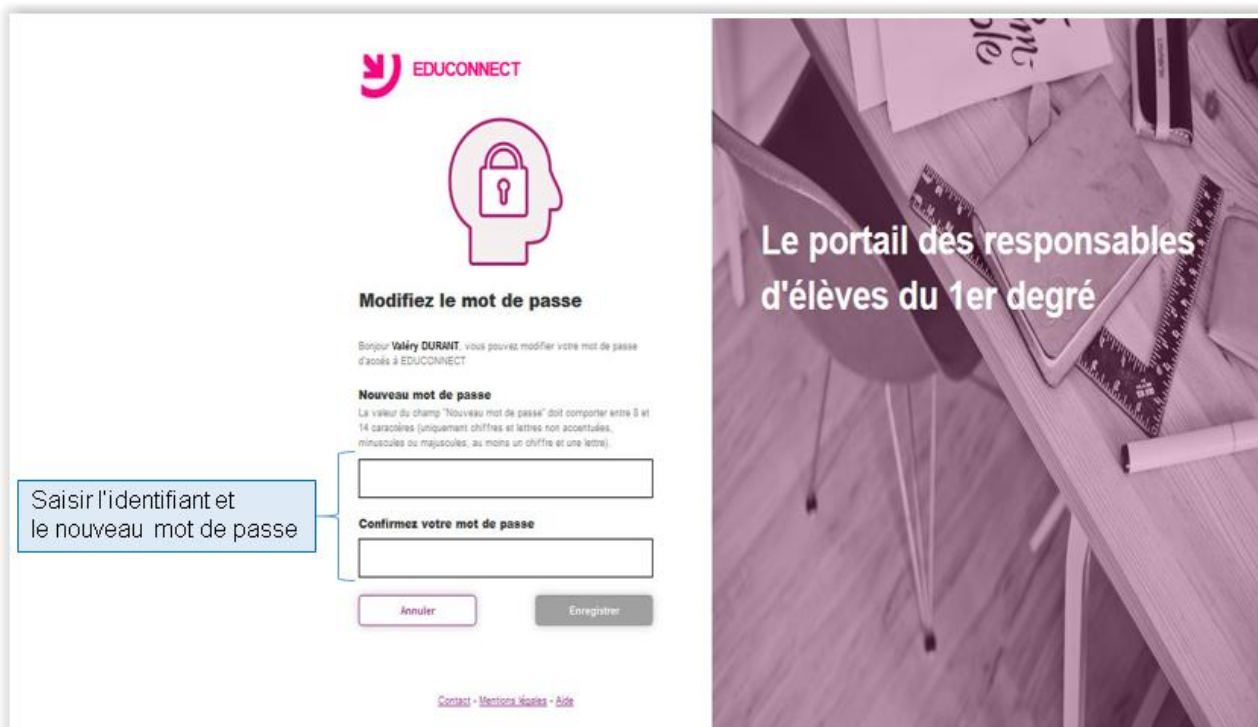 EDUCONNECT
Modifiez le mot de passe
Bonjour Valéry DURANT, vous pouvez modifier votre mot de passe
d'accés à EDUCONNECT
Nouveau mot de passe
La valeur du champ "Nouveau mot de passe" doit comporter entre 8 et
14 caractères (uniquement chiffres et lettres non accentuées,
minuscules ou majuscules, au moins un chiffre et une lettre).
Saisir l'identifiant et
le nouveau mot de passe
Confirmez votre mot de passe
Annuler
Enregistrer
Contact - Mentions légales - Aide
Le portail des responsables
d'élèves du 1er degré